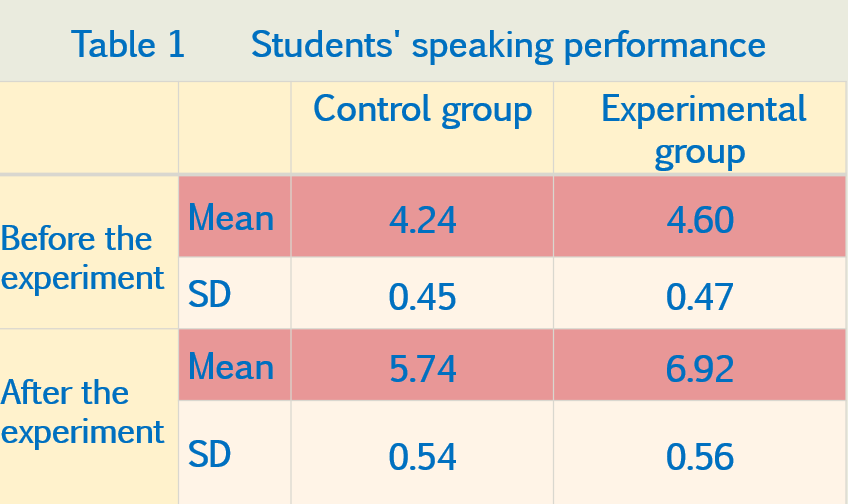 Table 1 Students' speaking performance
Control group Experimental
group
Before the
experiment
Mean 4.24 4.60
SD 0.45 0.47
After the
experiment
Mean 5.74 6.92
SD 0.54 0.56